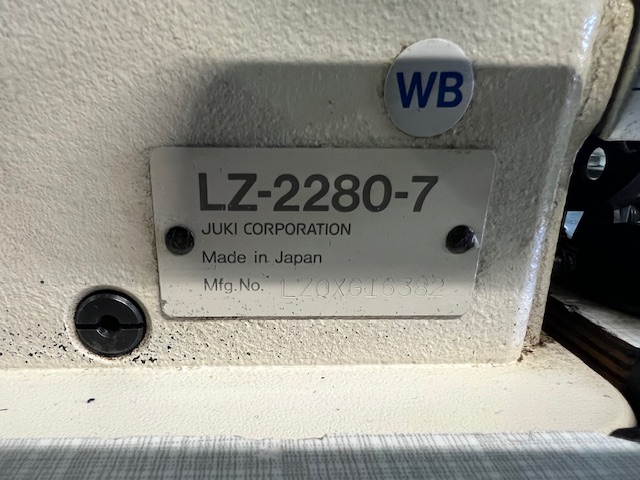 WB
LZ-2280-7
JUKI CORPORATION
Made in Japan
Mfg.No.